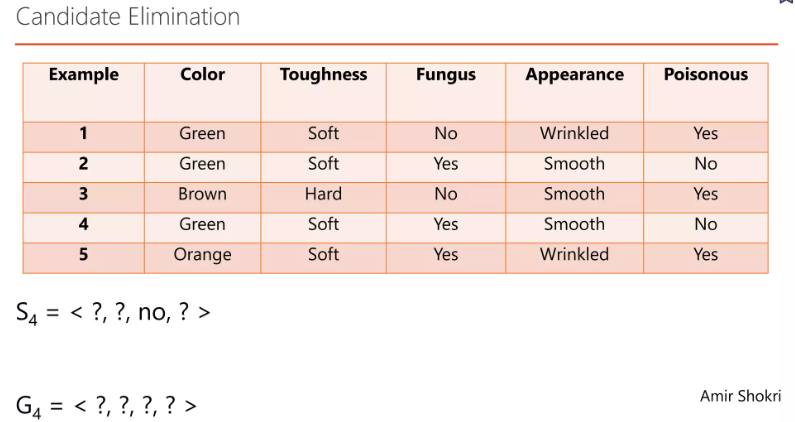 Candidate Elimination
Example Color Toughness Fungus Appearance Poisonous
1 Green Soft No Wrinkled Yes
2 Green Soft Yes Smooth No
3 Brown Hard No Smooth Yes
4 Green Soft Yes Smooth No
5 Orange Soft Yes Wrinkled Yes
S4 = < ?, ?, no, ? >
Amir Shokri
G4 = < ?, ?, ?, ? >